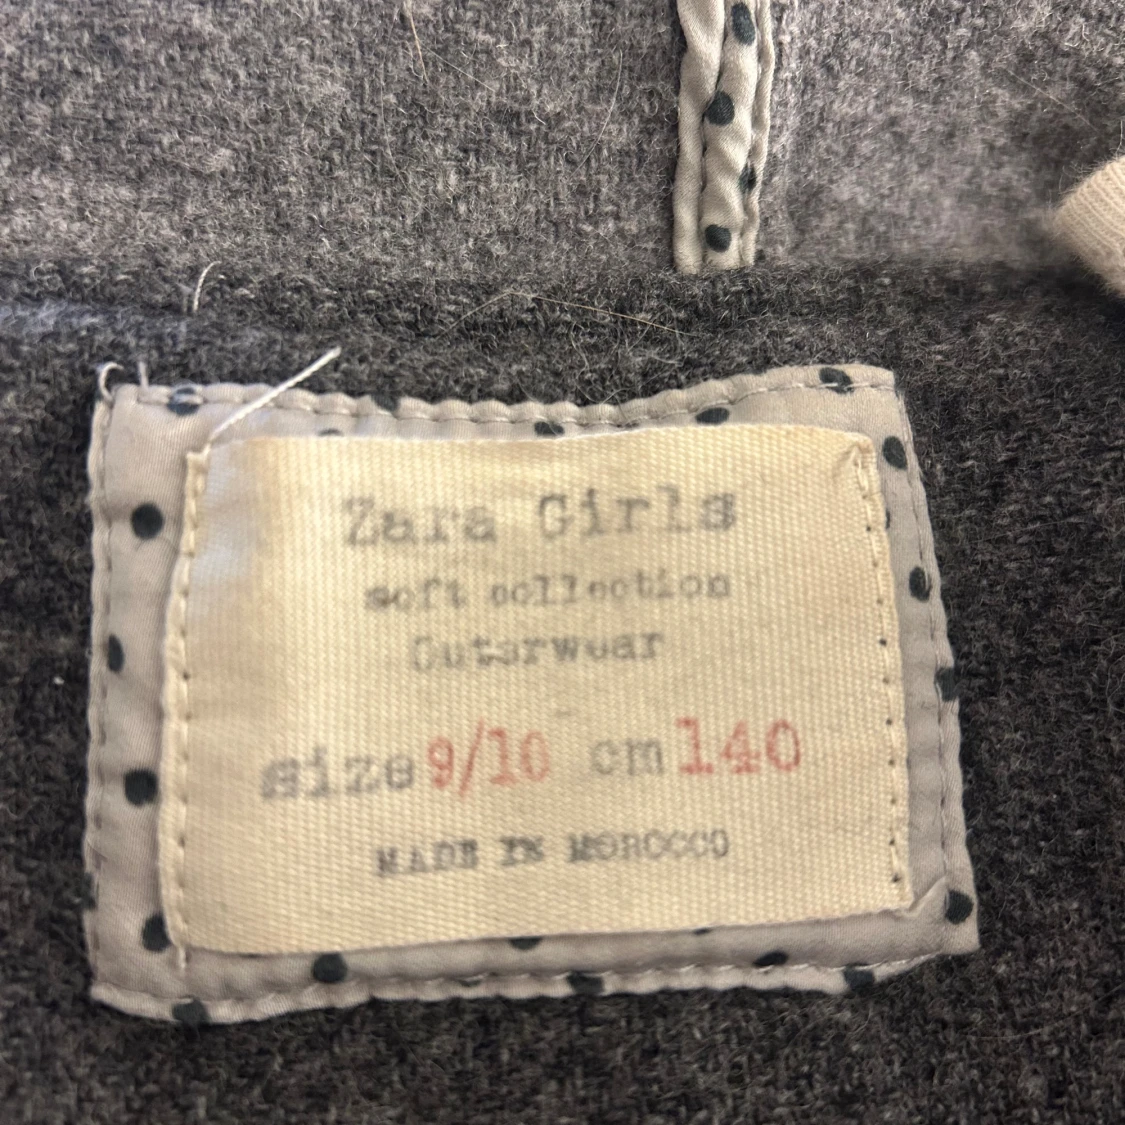 Zara Girls
soft collection
Outerwear
size 9/10 cm 140
MADE IN MOROCCO